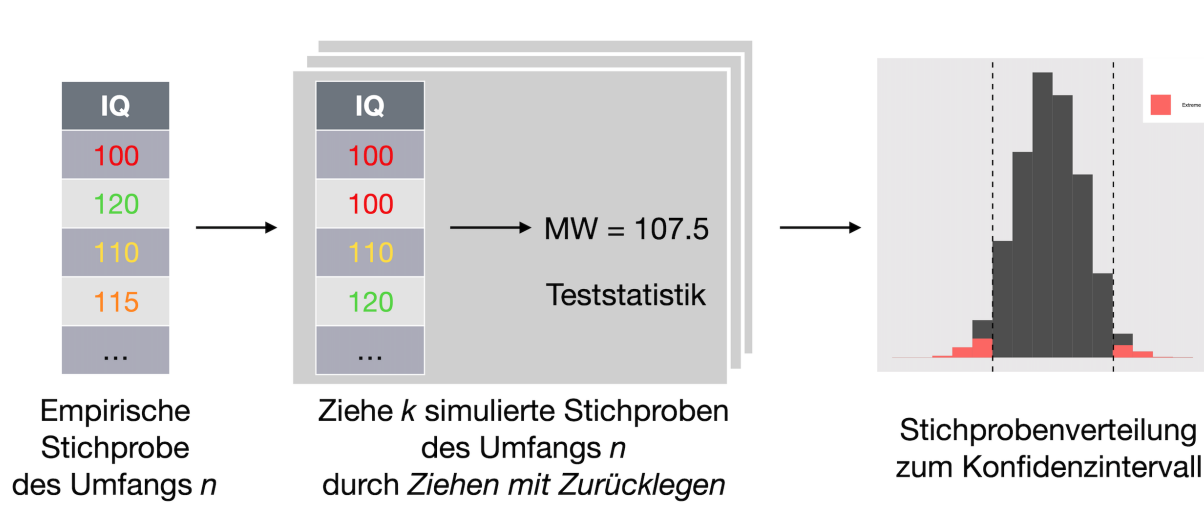 IQ
100
120
110
115
...
Empirische
Stichprobe
des Umfangs n
IQ
100
100
110
120
...
MW = 107.5
Teststatistik
Ziehe k simulierte Stichproben
des Umfangs n
durch Ziehen mit Zurücklegen
Extreme
Stichprobenverteilung
zum Konfidenzintervall